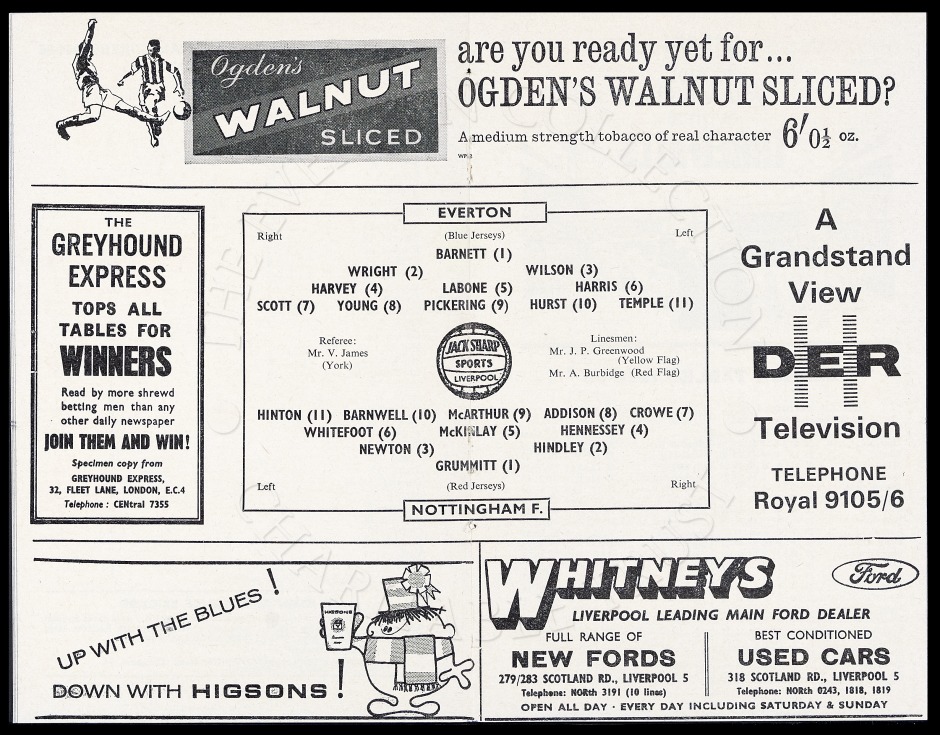 Ogden's
WALNUT
SLICED
are you ready yet for...
OGDEN'S WALNUT SLICED?
A medium strength tobacco of real character 6'0½ oz.
THE
GREYHOUND
EXPRESS
TOPS ALL
TABLES FOR
WINNERS
Read by more shrewd
betting men than any
other daily newspaper
JOIN THEM AND WIN!
Specimen copy from
GREYHOUND EXPRESS,
32, FLEET LANE, LONDON, E.C.4
Telephone : CENtral 7355
EVERTON
Right (Blue Jerseys) Left
BARNETT (1)
WRIGHT (2) WILSON (3)
HARVEY (4) LABONE (5) HARRIS (6)
SCOTT (7) YOUNG (8) PICKERING (9) HURST (10) TEMPLE (11)
Referee:
Mr. V. James
(York)
JACK SHARP
SPORTS
LIVERPOOL
Linesmen:
Mr. J. P. Greenwood
(Yellow Flag)
Mr. A. Burbidge (Red Flag)
HINTON (11) BARNWELL (10) McARTHUR (9) ADDISON (8) CROWE (7)
WHITEFOOT (6) McKINLAY (5) HENNESSEY (4)
NEWTON (3) HINDLEY (2)
GRUMMITT (1)
Left (Red Jerseys) Right
NOTTINGHAM F.
A
Grandstand
View
DER
Television
TELEPHONE
Royal 9105/6
UP WITH THE BLUES !
HIGSONS
DOWN WITH HIGSONS !
WHITNEYS
Ford
LIVERPOOL LEADING MAIN FORD DEALER
FULL RANGE OF
NEW FORDS
279/283 SCOTLAND RD., LIVERPOOL 5
Telephone: NORth 3191 (10 lines)
BEST CONDITIONED
USED CARS
318 SCOTLAND RD., LIVERPOOL 5
Telephone: NORth 0243, 1818, 1819
OPEN ALL DAY · EVERY DAY INCLUDING SATURDAY & SUNDAY